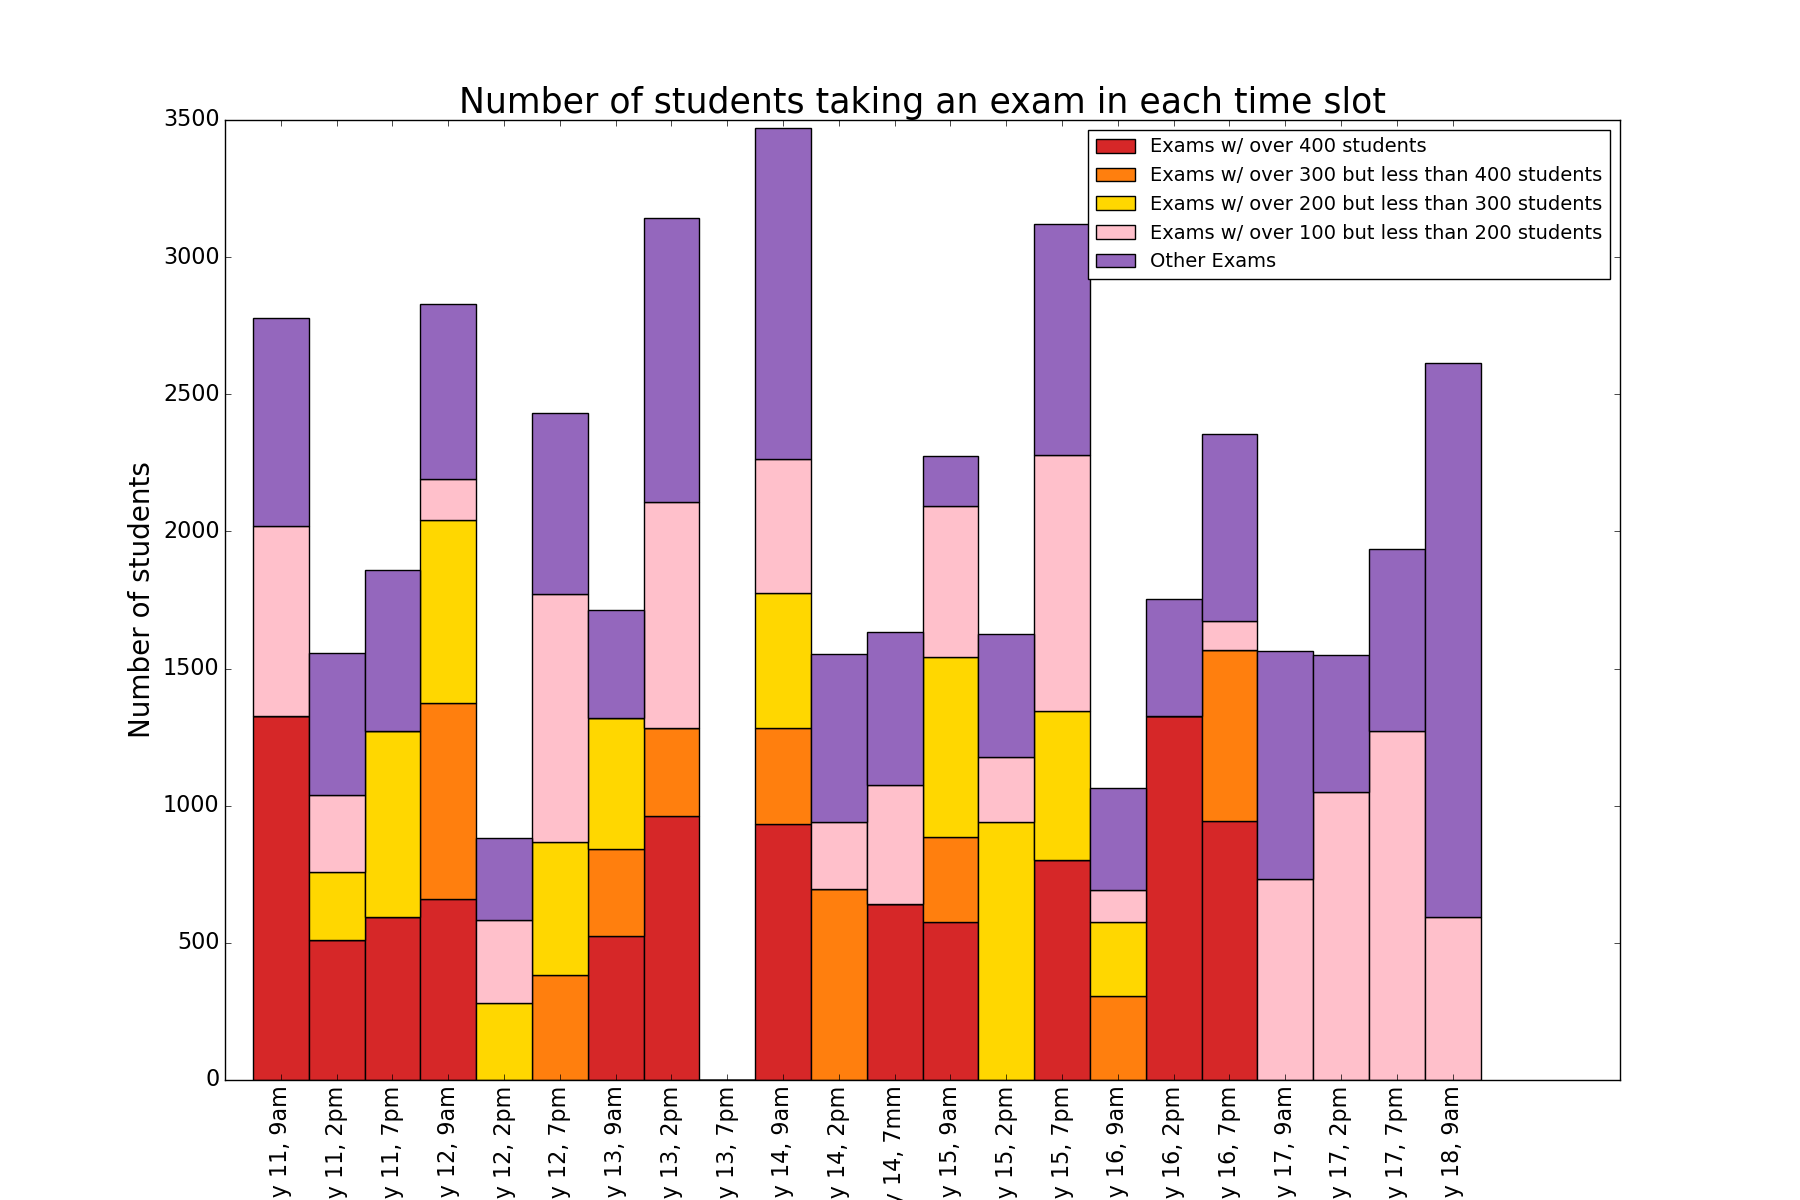 Number of students taking an exam in each time slot
3500
3000
2500
2000
1500
1000
500
0
Number of students
Exams w/ over 400 students
Exams w/ over 300 but less than 400 students
Exams w/ over 200 but less than 300 students
Exams w/ over 100 but less than 200 students
Other Exams
y 11, 9am
y 11, 2pm
y 11, 7pm
y 12, 9am
y 12, 2pm
y 12, 7pm
y 13, 9am
y 13, 2pm
y 13, 7pm
y 14, 9am
y 14, 2pm
y 14, 7mm
y 15, 9am
y 15, 2pm
y 15, 7pm
y 16, 9am
y 16, 2pm
y 16, 7pm
y 17, 9am
y 17, 2pm
y 17, 7pm
y 18, 9am